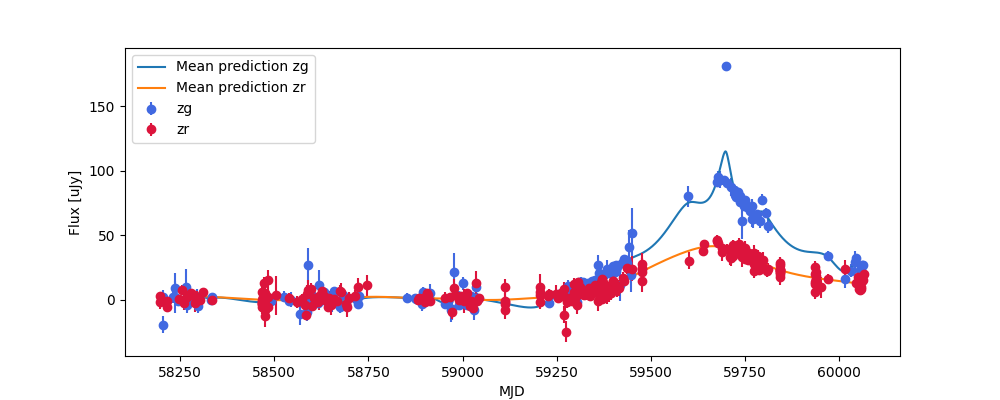 Mean prediction zg
Mean prediction zr
zg
zr
Flux [uJy]
150
100
50
0
58250
58500
58750
59000
59250
59500
59750
60000
MJD